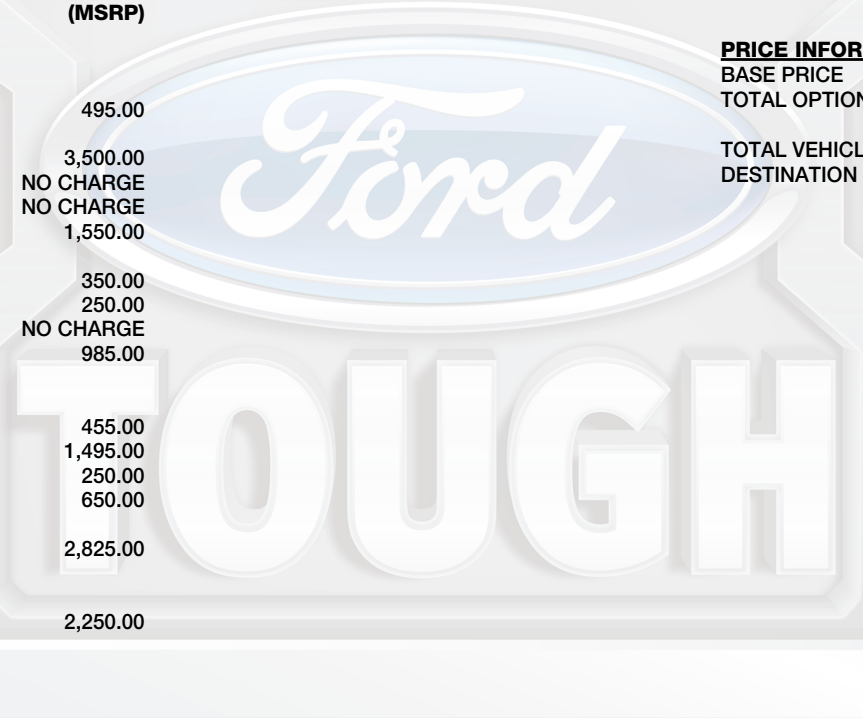 (MSRP)
495.00
3,500.00
NO CHARGE
NO CHARGE
1,550.00
350.00
250.00
NO CHARGE
985.00
455.00
1,495.00
250.00
650.00
2,825.00
2,250.00
PRICE INFOR
BASE PRICE
TOTAL OPTION
TOTAL VEHICL
DESTINATION
Ford
TOUGH